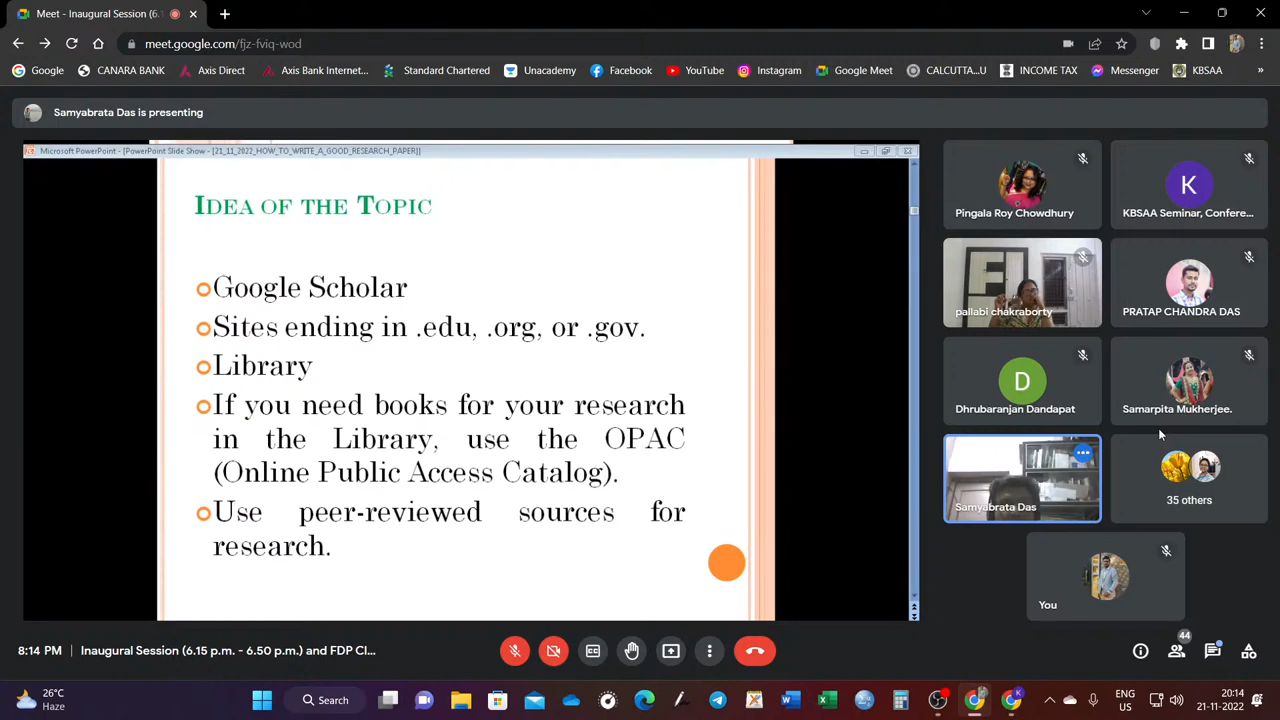 Meet - Inaugural Session (6.1
meet.google.com/fjz-fviq-wod
Google
CANARA BANK
Axis Direct
Axis Bank Internet...
Standard Chartered
Unacademy
Facebook
YouTube
Instagram
Google Meet
CALCUTTA...U
INCOME TAX
Messenger
KBSAA
»
Samyabrata Das is presenting
Microsoft PowerPoint - [PowerPoint Slide Show - [21_11_2022_HOW_TO_WRITE_A_GOOD_RESEARCH_PAPER]]
IDEA OF THE TOPIC
Google Scholar
Sites ending in .edu, .org, or .gov.
Library
If you need books for your research
in the Library, use the OPAC
(Online Public Access Catalog).
Use peer-reviewed sources for
research.
Pingala Roy Chowdhury
K
KBSAA Seminar, Confere...
pallabi chakraborty
PRATAP CHANDRA DAS
D
Dhrubaranjan Dandapat
Samarpita Mukherjee.
Samyabrata Das
35 others
You
8:14 PM | Inaugural Session (6.15 p.m. - 6.50 p.m.) and FDP Cl...
44
26°C
Haze
Search
ENG
US
20:14
21-11-2022